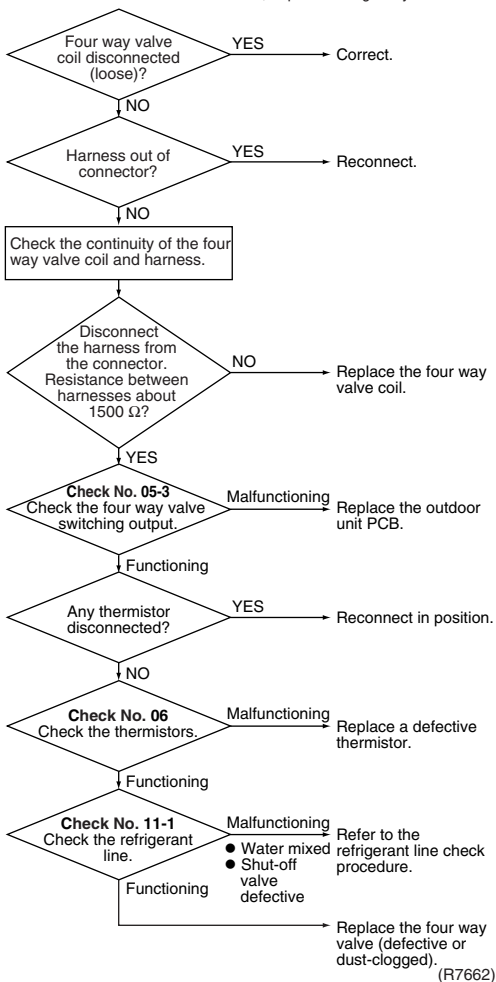 Four way valve
coil disconnected
(loose)?
YES
Correct.
NO
Harness out of
connector?
YES
Reconnect.
NO
Check the continuity of the four
way valve coil and harness.
Disconnect
the harness from
the connector.
Resistance between
harnesses about
1500 Ω?
NO
Replace the four way
valve coil.
YES
Check No. 05-3
Check the four way valve
switching output.
Malfunctioning
Replace the outdoor
unit PCB.
Functioning
Any thermistor
disconnected?
YES
Reconnect in position.
NO
Check No. 06
Check the thermistors.
Malfunctioning
Replace a defective
thermistor.
Functioning
Check No. 11-1
Check the refrigerant
line.
Malfunctioning
● Water mixed
● Shut-off
valve
defective
Refer to the
refrigerant line check
procedure.
Functioning
Replace the four way
valve (defective or
dust-clogged).
(R7662)